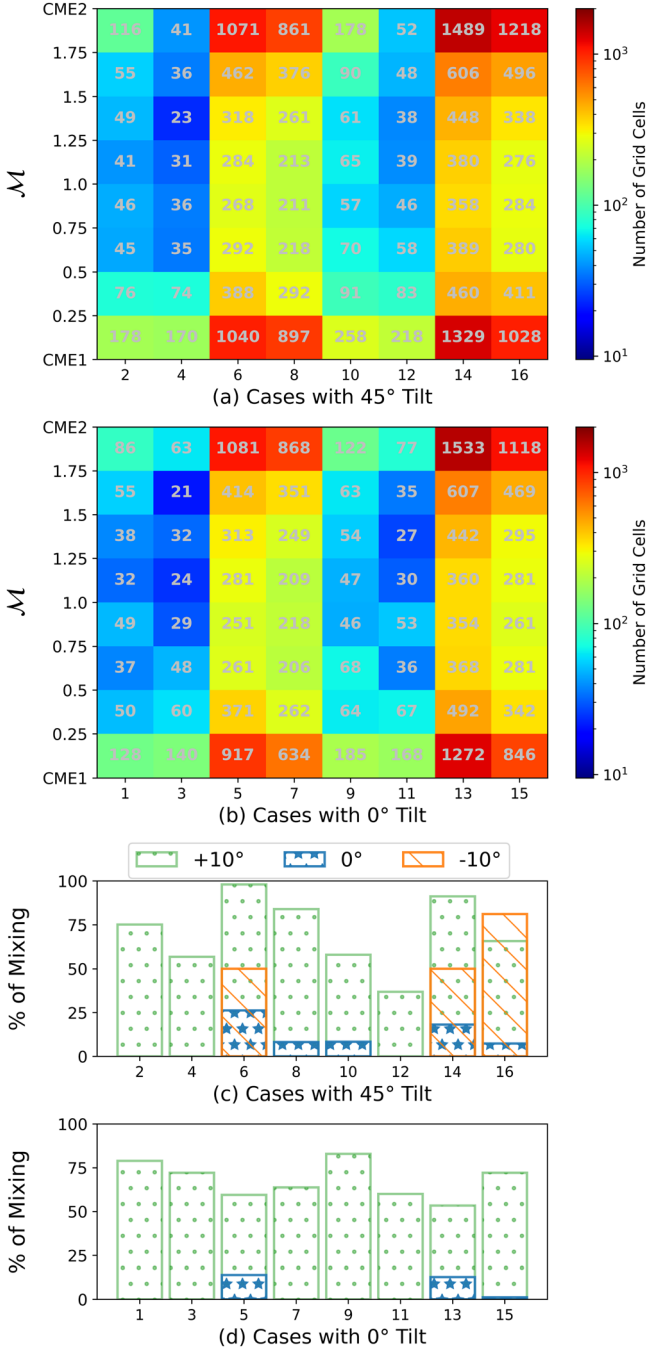 CME2
116 41 1071 861 178 52 1489 1218
1.75
55 36 462 376 90 48 606 496
1.5
49 23 318 261 61 38 448 338
1.25
41 31 284 213 65 39 380 276
1.0
46 36 268 211 57 46 358 284
0.75
45 35 292 218 70 58 389 280
0.5
76 74 388 292 91 83 460 411
0.25
178 170 1040 897 258 218 1329 1028
CME1
ℳ
2 4 6 8 10 12 14 16
(a) Cases with 45° Tilt
10³
10²
10¹
Number of Grid Cells
CME2
86 63 1081 868 122 77 1533 1118
1.75
55 21 414 351 63 35 607 469
1.5
38 32 313 249 54 27 442 295
1.25
32 24 281 209 47 30 360 281
1.0
49 29 251 218 46 53 354 261
0.75
37 48 261 206 68 36 368 281
0.5
50 60 371 262 64 67 492 342
0.25
128 140 917 634 185 168 1272 846
CME1
ℳ
1 3 5 7 9 11 13 15
(b) Cases with 0° Tilt
10³
10²
10¹
Number of Grid Cells
+10° 0° -10°
100
75
50
25
0
% of Mixing
2 4 6 8 10 12 14 16
(c) Cases with 45° Tilt
100
75
50
25
0
% of Mixing
1 3 5 7 9 11 13 15
(d) Cases with 0° Tilt